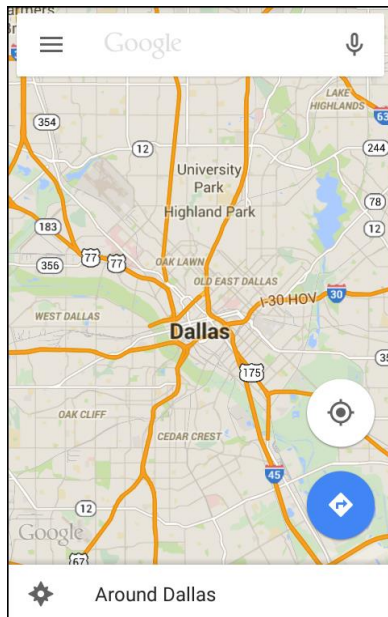 Farmers
Google
LAKE
HIGHLANDS
63
354
12
244
University
Park
78
Highland Park
12
183
77
77
356
OAK LAWN
OLD EAST DALLAS
I-30 HOV
30
WEST DALLAS
Dallas
175
OAK CLIFF
CEDAR CREST
45
12
Google
67
Around Dallas